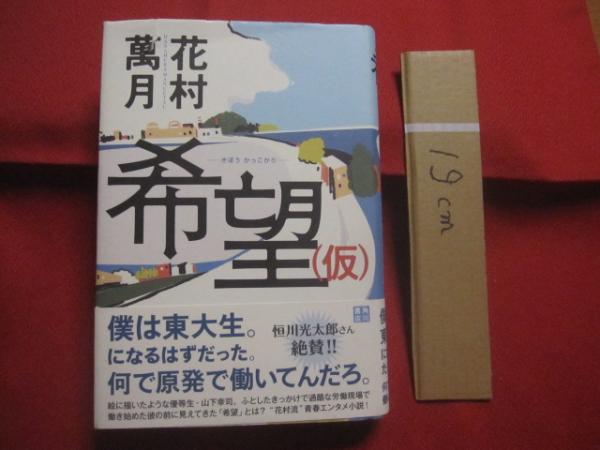 花村
萬月
HANAMURA MANGETSU
希望
きぼう かっこかり
(仮)
僕は東大生。
になるはずだった。
何で原発で働いてんだろ。
恒川光太郎さん
絶賛!!
絵に描いたような優等生・山下幸司。ふとしたきっかけで過酷な労働現場で
働き始めた彼の前に見えてきた「希望」とは？“花村流”青春エンタメ小説！
19cm